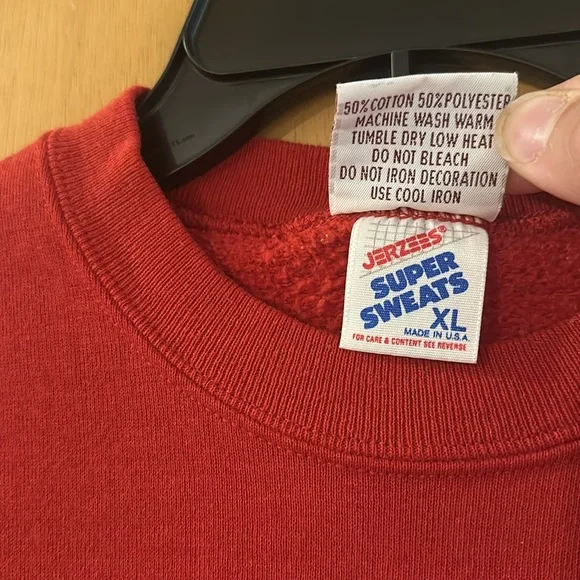 50% COTTON 50% POLYESTER
MACHINE WASH WARM
TUMBLE DRY LOW HEAT
DO NOT BLEACH
DO NOT IRON DECORATION
USE COOL IRON
JERZEES®
SUPER
SWEATS
XL
MADE IN U.S.A.
FOR CARE & CONTENT SEE REVERSE